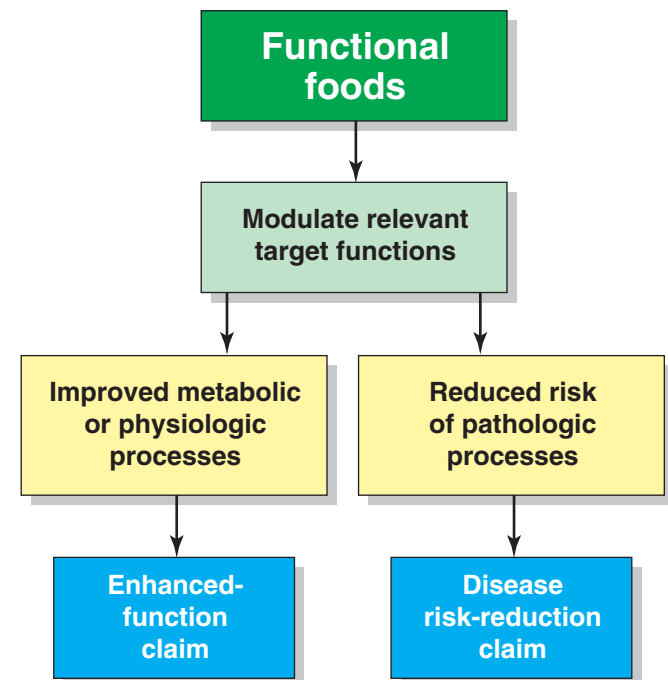 Functional
foods
Modulate relevant
target functions
Improved metabolic
or physiologic
processes
Reduced risk
of pathologic
processes
Enhanced-
function
claim
Disease
risk-reduction
claim